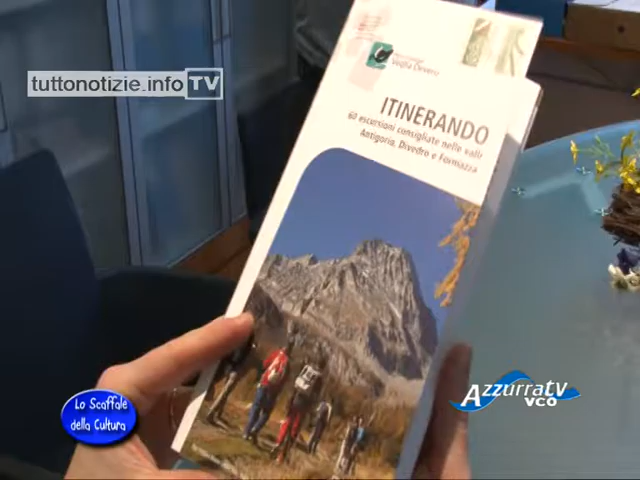 tuttonotizie.info TV
Veglia Devero
ITINERANDO
60 escursioni consigliate nelle valli
Antigorio, Divedro e Formazza
Lo Scaffale
della Cultura
Azzurratv
VCO